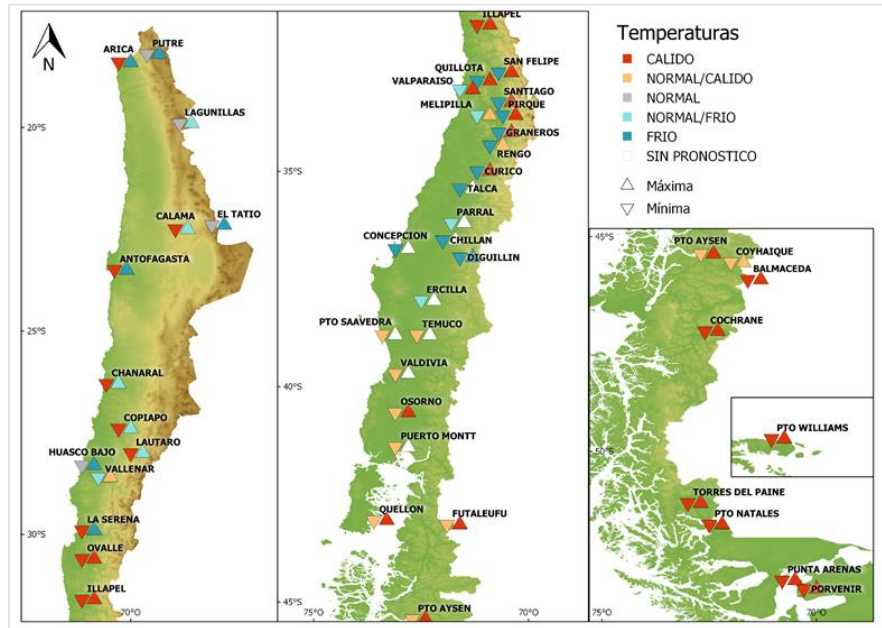 N
ARICA
PUTRE
LAGUNILLAS
20°S
CALAMA
EL TATIO
ANTOFAGASTA
25°S
CHANARAL
COPIAPO
LAUTARO
HUASCO BAJO
VALLENAR
30°S
LA SERENA
OVALLE
ILLAPEL
70°O
ILLAPEL
QUILLOTA
SAN FELIPE
VALPARAISO
SANTIAGO
MELIPILLA
PIRQUE
GRANEROS
RENGO
35°S
CURICO
TALCA
PARRAL
CONCEPCION
CHILLAN
DIGUILLIN
ERCILLA
PTO SAAVEDRA
TEMUCO
VALDIVIA
40°S
OSORNO
PUERTO MONTT
QUELLON
FUTALEUFU
45°S
PTO AYSEN
75°O
70°O
Temperaturas
CALIDO
NORMAL/CALIDO
NORMAL
NORMAL/FRIO
FRIO
SIN PRONOSTICO
Máxima
Mínima
45°S
PTO AYSEN
COYHAIQUE
BALMACEDA
COCHRANE
PTO WILLIAMS
50°S
TORRES DEL PAINE
PTO NATALES
PUNTA ARENAS
PORVENIR
75°O
70°O